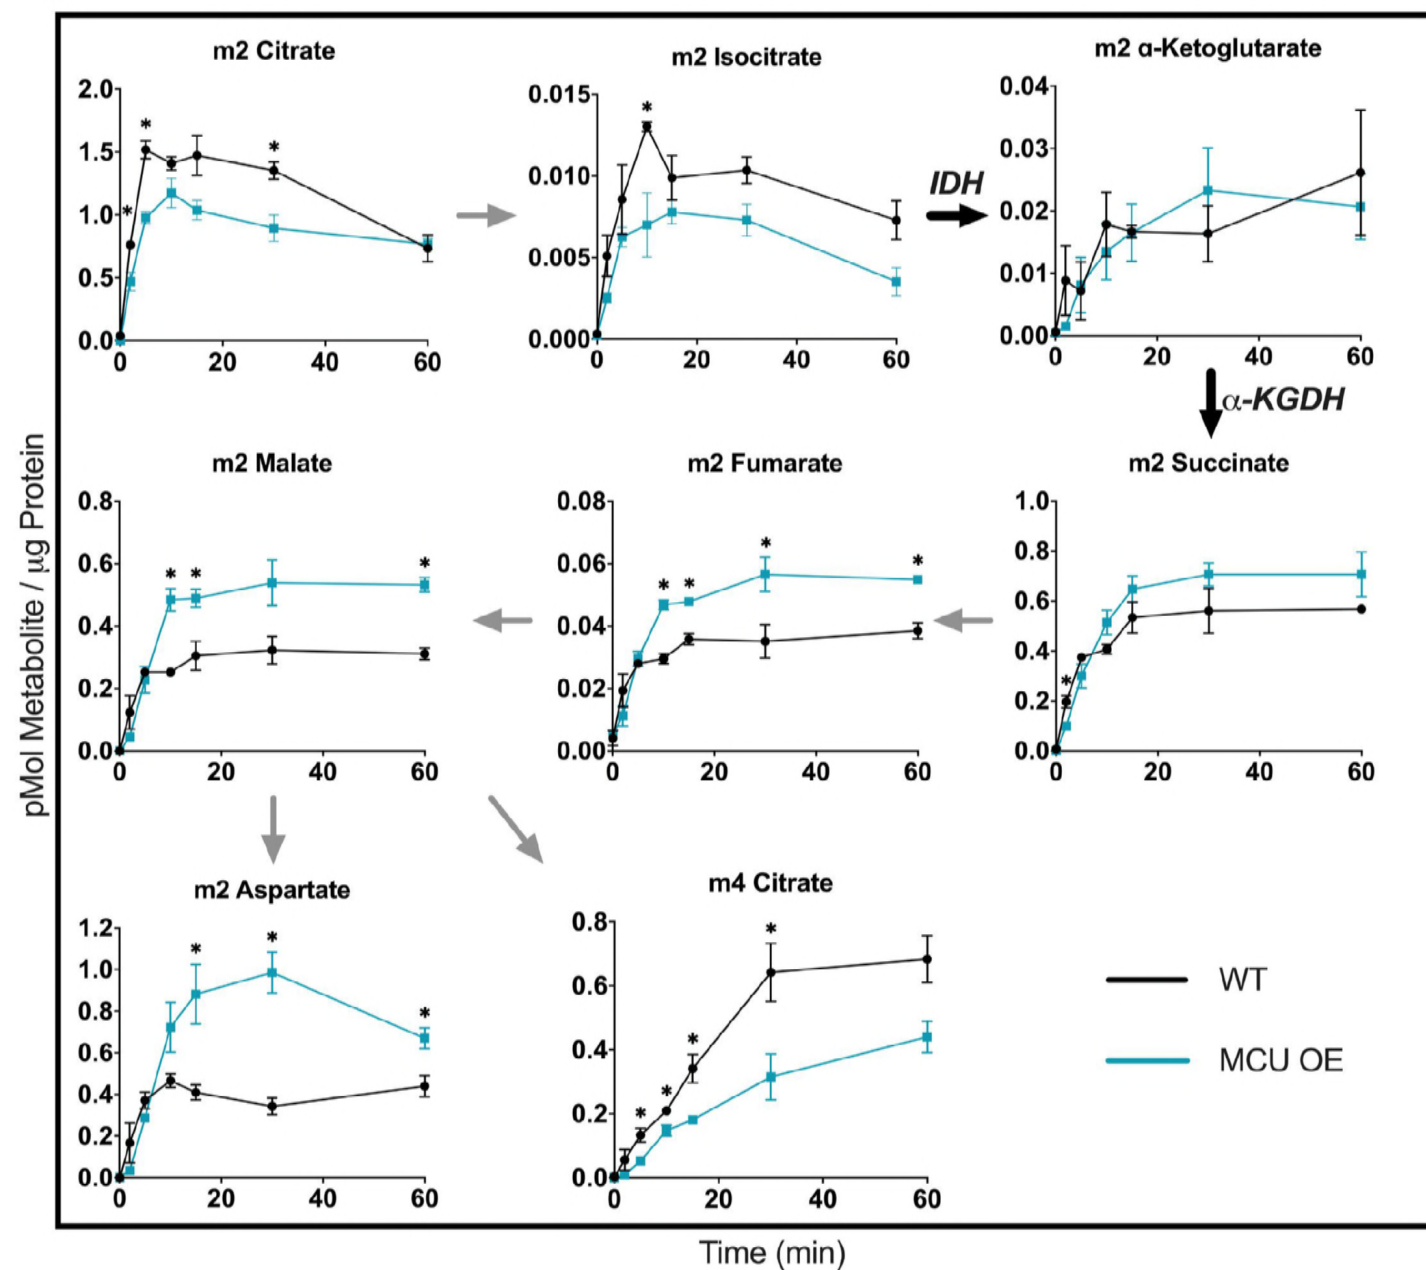 m2 Citrate
2.0
1.5
1.0
0.5
0.0
0 20 40 60
* * *
m2 Isocitrate
0.015
0.010
0.005
0.000
0 20 40 60
*
IDH
m2 α-Ketoglutarate
0.04
0.03
0.02
0.01
0.00
0 20 40 60
α-KGDH
pMol Metabolite / μg Protein
m2 Malate
0.8
0.6
0.4
0.2
0.0
0 20 40 60
* * *
m2 Fumarate
0.08
0.06
0.04
0.02
0.00
0 20 40 60
* * * *
m2 Succinate
1.0
0.8
0.6
0.4
0.2
0.0
0 20 40 60
*
m2 Aspartate
1.2
1.0
0.8
0.6
0.4
0.2
0.0
0 20 40 60
* * *
m4 Citrate
0.8
0.6
0.4
0.2
0.0
0 20 40 60
* * * *
WT
MCU OE
Time (min)